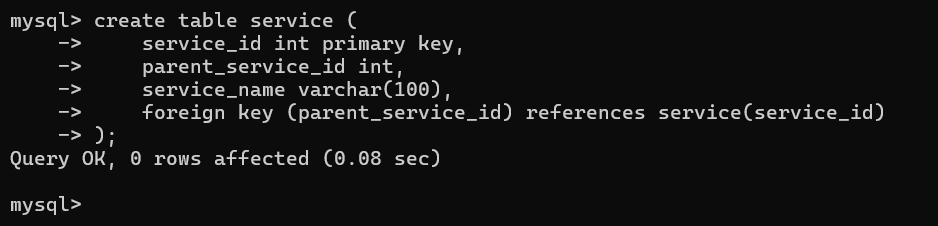 mysql> create table service (
    ->     service_id int primary key,
    ->     parent_service_id int,
    ->     service_name varchar(100),
    ->     foreign key (parent_service_id) references service(service_id)
    -> );
Query OK, 0 rows affected (0.08 sec)

mysql>